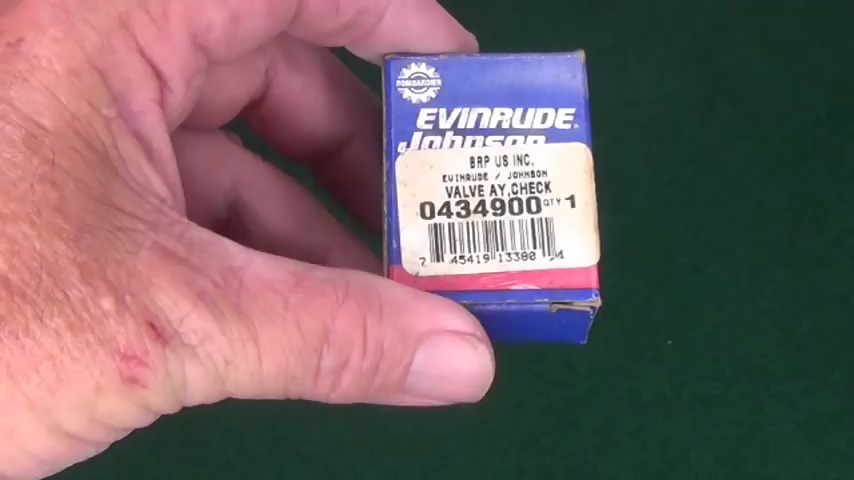 BOMBARDIER
EVINRUDE
Johnson
BRP US INC.
EVINRUDE / JOHNSON
VALVE AY,CHECK
0434900 QTY 1
7 45419 13380 4